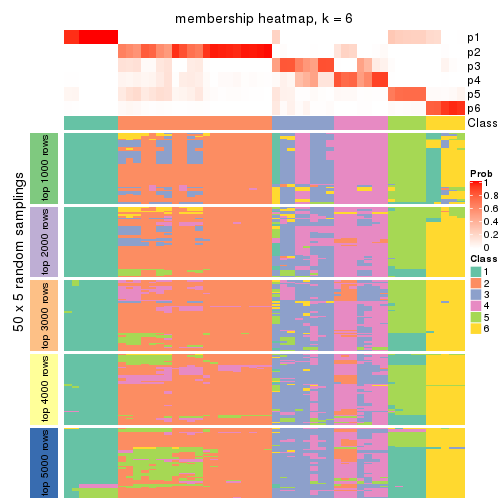 membership heatmap, k = 6
p1
p2
p3
p4
p5
p6
Class
50 x 5 random samplings
top 1000 rows
top 2000 rows
top 3000 rows
top 4000 rows
top 5000 rows
Prob
1
0.8
0.6
0.4
0.2
0
Class
1
2
3
4
5
6